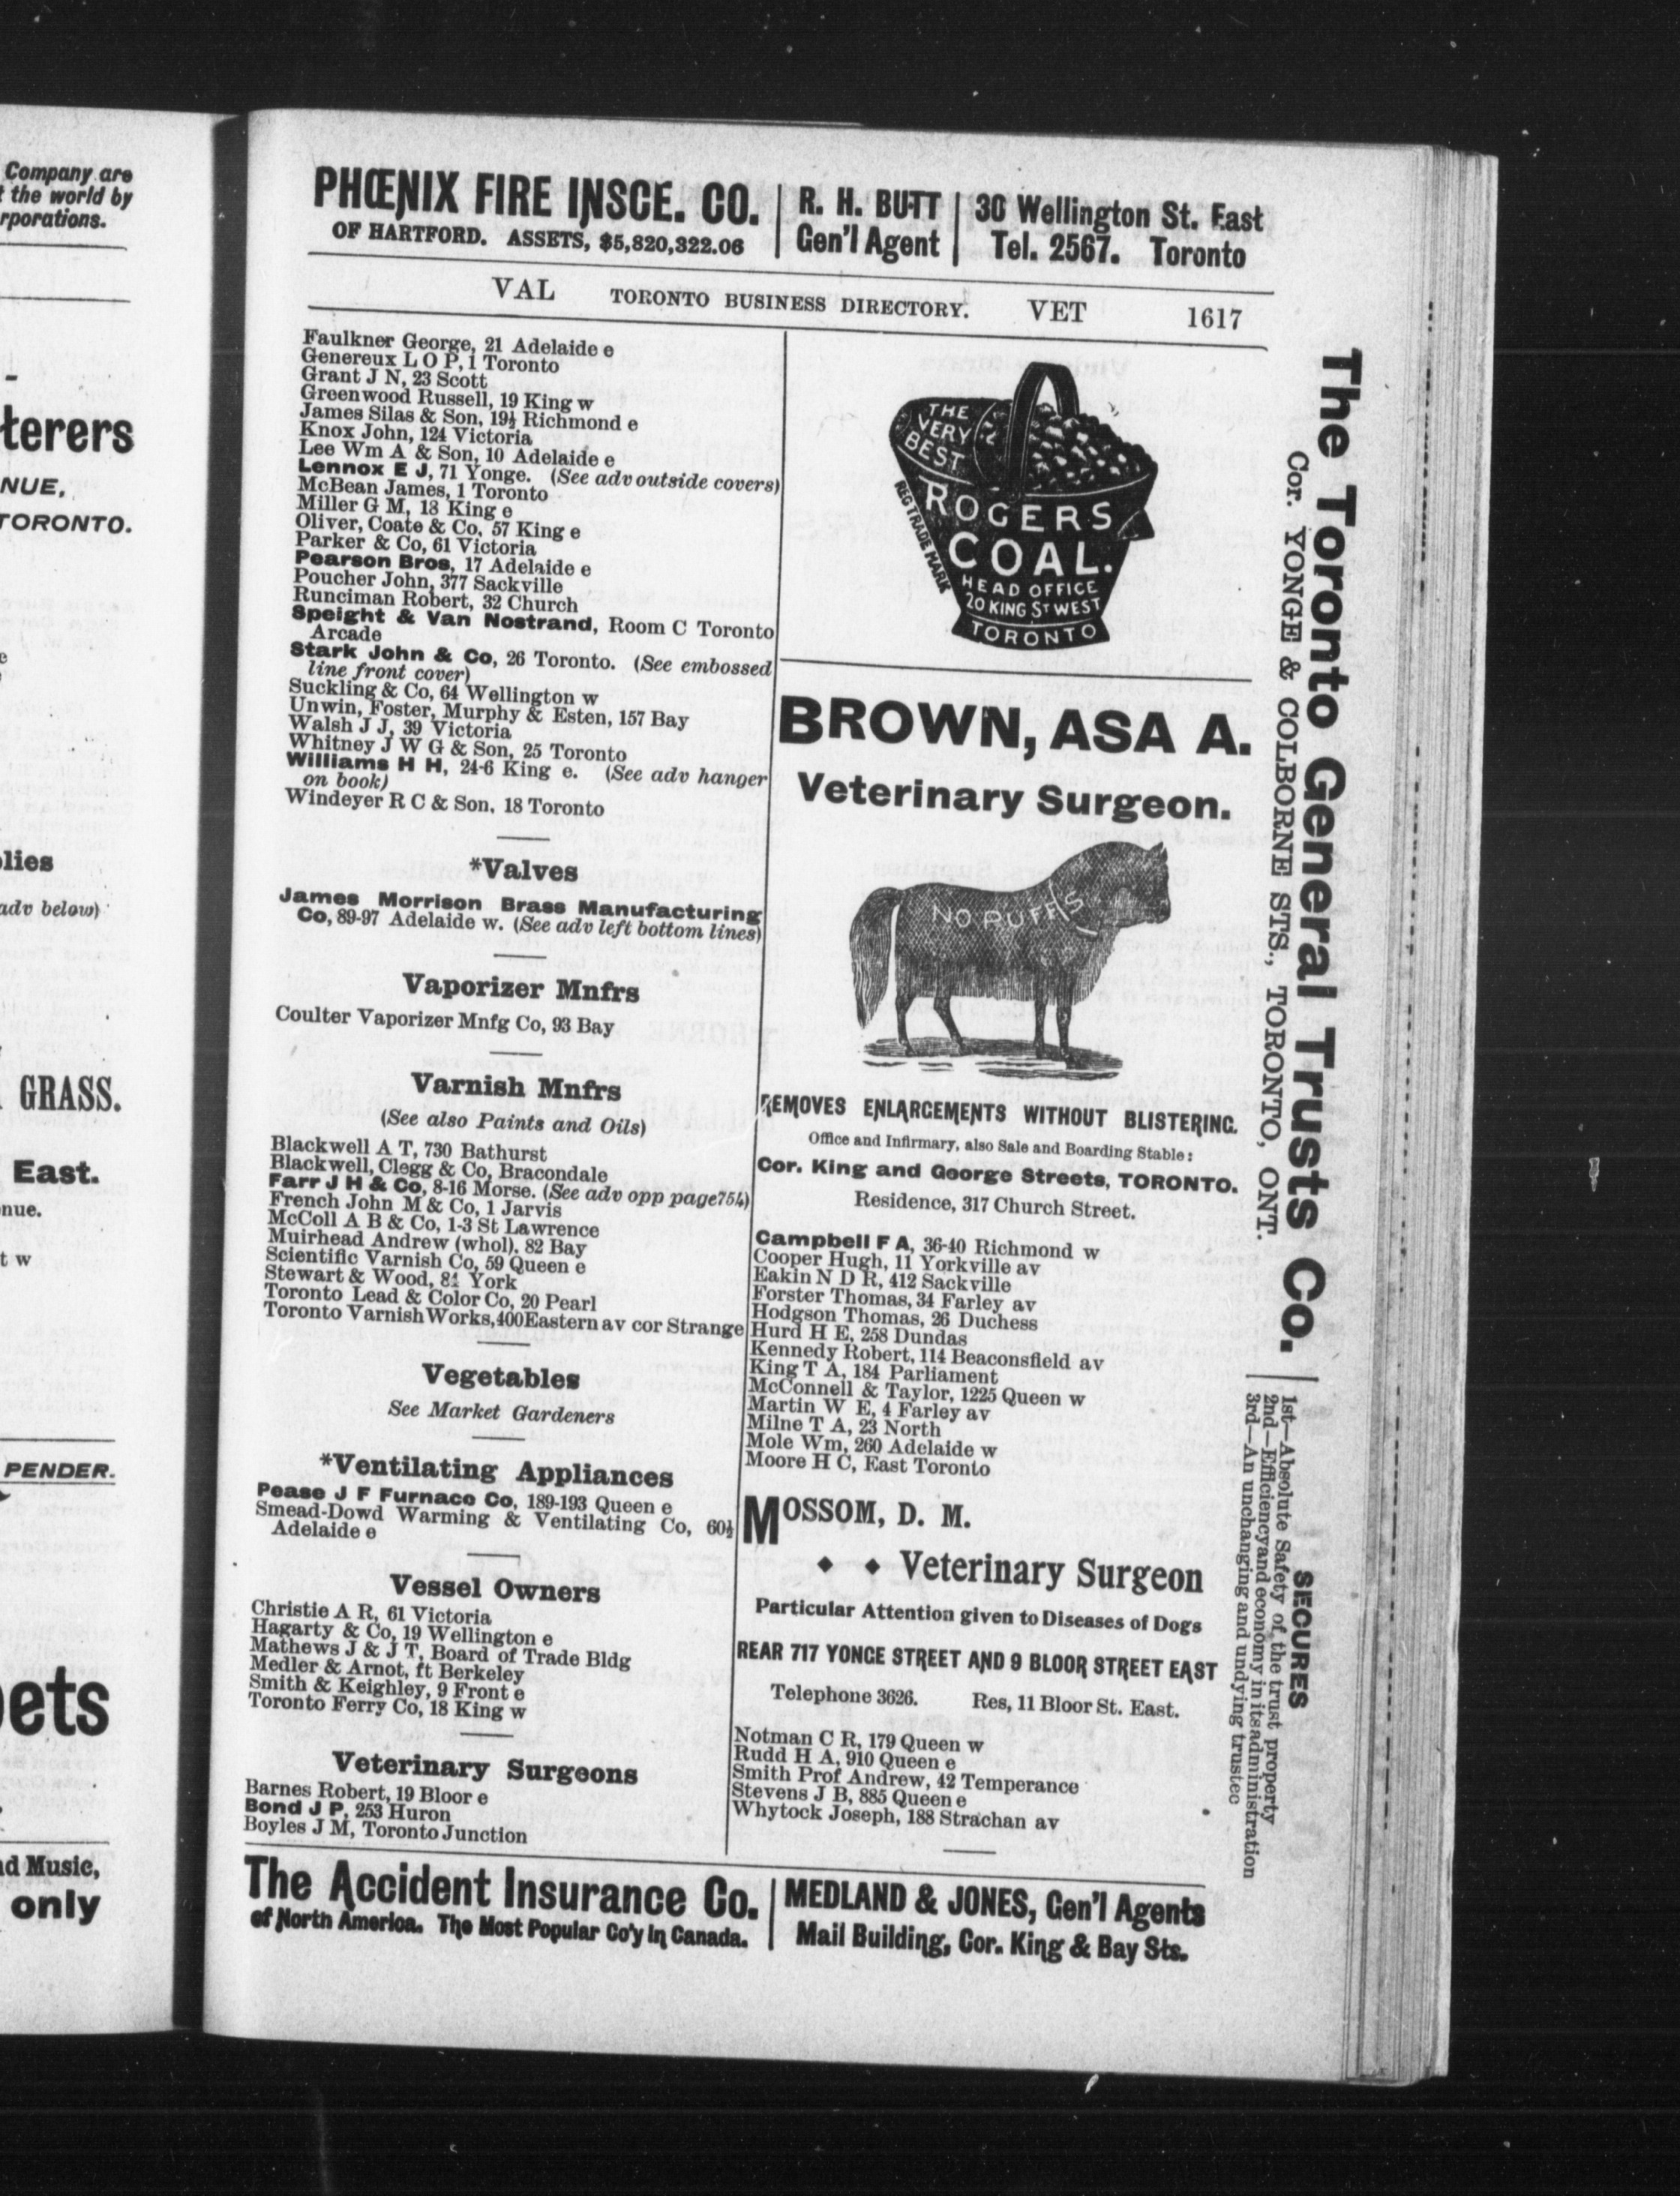 Company are
the world by
rporations.
terers
NUE,
TORONTO.
lies
adv below)
GRASS.
East.
nue.
t w
PENDER.
ets
d Music,
only
PHŒNIX FIRE INSCE. CO.
OF HARTFORD. ASSETS, $5,820,322.06
R. H. BUTT
Gen'l Agent
30 Wellington St. East
Tel. 2567. Toronto
VAL TORONTO BUSINESS DIRECTORY. VET 1617
Faulkner George, 21 Adelaide e
Genereux L O P, 1 Toronto
Grant J N, 23 Scott
Greenwood Russell, 19 King w
James Silas & Son, 19½ Richmond e
Knox John, 124 Victoria
Lee Wm A & Son, 10 Adelaide e
Lennox E J, 71 Yonge. (See adv outside covers)
McBean James, 1 Toronto
Miller G M, 18 King e
Oliver, Coate & Co, 57 King e
Parker & Co, 61 Victoria
Pearson Bros, 17 Adelaide e
Poucher John, 377 Sackville
Runciman Robert, 32 Church
Speight & Van Nostrand, Room C Toronto
Arcade
Stark John & Co, 26 Toronto. (See embossed
line front cover)
Suckling & Co, 64 Wellington w
Unwin, Foster, Murphy & Esten, 157 Bay
Walsh J J, 39 Victoria
Whitney J W G & Son, 25 Toronto
Williams H H, 24-6 King e. (See adv hanger
on book)
Windeyer R C & Son, 18 Toronto
*Valves
James Morrison Brass Manufacturing
Co, 89-97 Adelaide w. (See adv left bottom lines)
Vaporizer Mnfrs
Coulter Vaporizer Mnfg Co, 93 Bay
Varnish Mnfrs
(See also Paints and Oils)
Blackwell A T, 730 Bathurst
Blackwell, Clegg & Co, Bracondale
Farr J H & Co, 8-16 Morse. (See adv opp page 754)
French John M & Co, 1 Jarvis
McColl A B & Co, 1-3 St Lawrence
Muirhead Andrew (whol), 82 Bay
Scientific Varnish Co, 59 Queen e
Stewart & Wood, York
Toronto Lead & Color Co, 20 Pearl
Toronto Varnish Works, 400 Eastern av cor Strange
Vegetables
See Market Gardeners
*Ventilating Appliances
Pease J F Furnace Co, 189-193 Queen e
Smead-Dowd Warming & Ventilating Co, 60½
Adelaide e
Vessel Owners
Christie A R, 61 Victoria
Hagarty & Co, 19 Wellington e
Mathews J & J T, Board of Trade Bldg
Medler & Arnot, ft Berkeley
Smith & Keighley, 9 Front e
Toronto Ferry Co, 18 King w
Veterinary Surgeons
Barnes Robert, 19 Bloor e
Bond J P, 253 Huron
Boyles J M, Toronto Junction
THE
VERY
BEST
ROGERS
COAL.
HEAD OFFICE
20 KING ST WEST
TORONTO
REG TRADE MARK
BROWN, ASA A.
Veterinary Surgeon.
NO PUFFS
REMOVES ENLARGEMENTS WITHOUT BLISTERING.
Office and Infirmary, also Sale and Boarding Stable:
Cor. King and George Streets, TORONTO.
Residence, 317 Church Street.
Campbell F A, 36-40 Richmond w
Cooper Hugh, 11 Yorkville av
Eakin N D R, 412 Sackville
Forster Thomas, 34 Farley av
Hodgson Thomas, 26 Duchess
Hurd H E, 258 Dundas
Kennedy Robert, 114 Beaconsfield av
King T A, 184 Parliament
McConnell & Taylor, 1225 Queen w
Martin W E, 4 Farley av
Milne T A, 23 North
Mole Wm, 260 Adelaide w
Moore H C, East Toronto
MOSSOM, D. M.
Veterinary Surgeon
Particular Attention given to Diseases of Dogs
REAR 717 YONGE STREET AND 9 BLOOR STREET EAST
Telephone 3626. Res, 11 Bloor St. East.
Notman C R, 179 Queen w
Rudd H A, 910 Queen e
Smith Prof Andrew, 42 Temperance
Stevens J B, 885 Queen e
Whytock Joseph, 188 Strachan av
The Accident Insurance Co.
of North America. The Most Popular Co'y in Canada.
MEDLAND & JONES, Gen'l Agents
Mail Building, Cor. King & Bay Sts.
The Toronto General Trusts Co.
Cor. YONGE & COLBORNE STS., TORONTO, ONT.
SECURES
1st—Absolute Safety of the trust property
2nd—Efficiency and economy in its administration
3rd—An unchanging and undying trustee